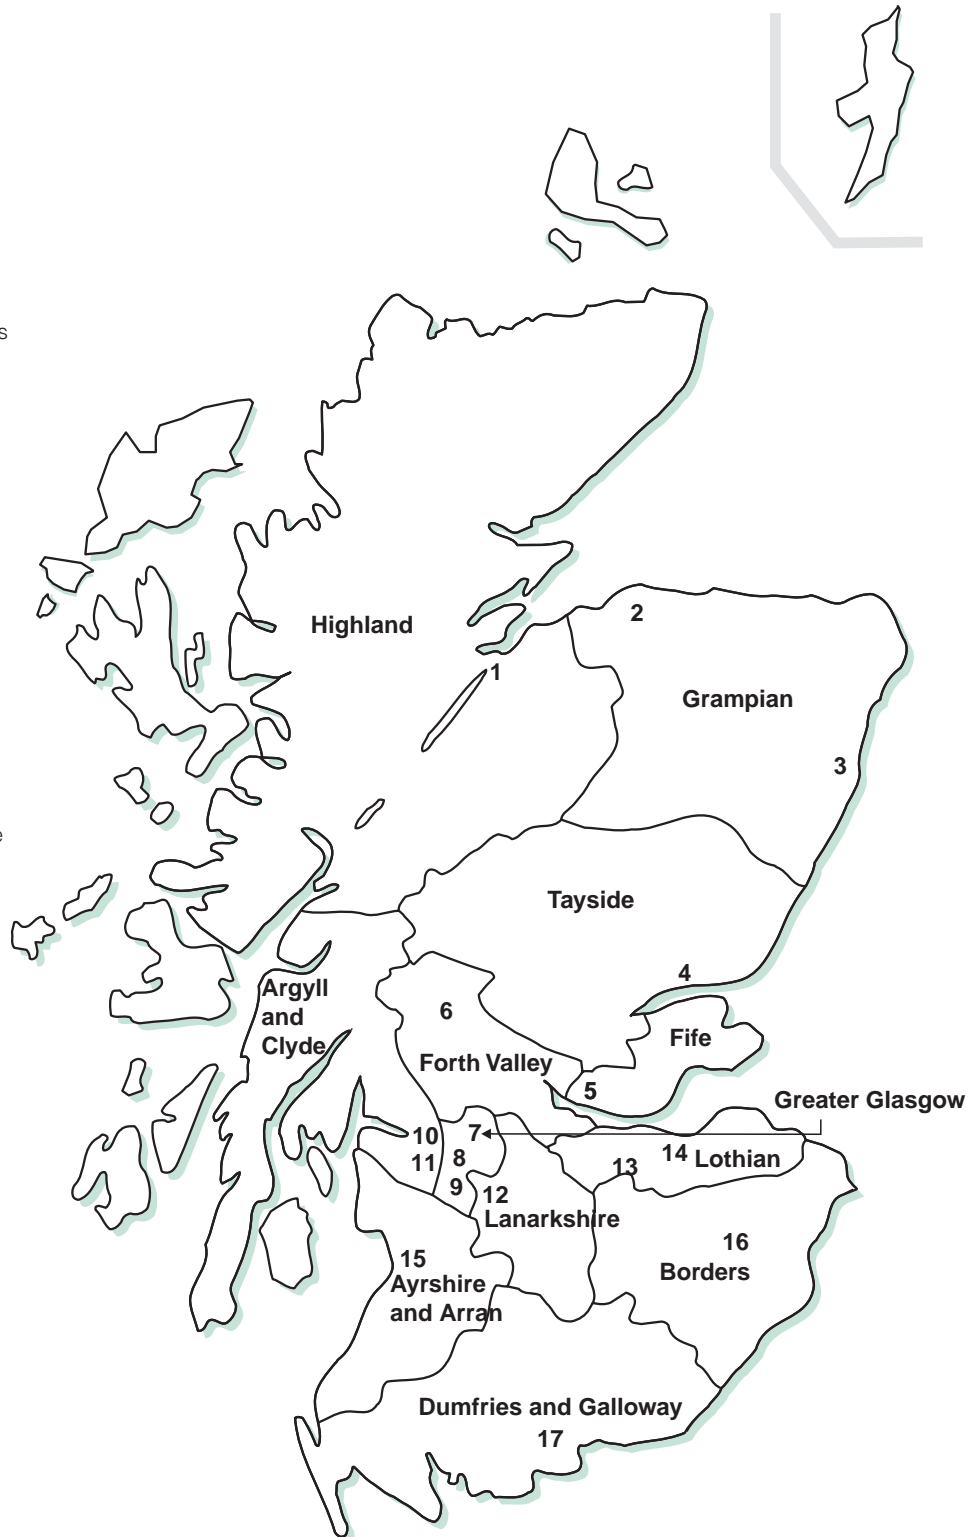 s
Highland
2
1
Grampian
3
e
Tayside
4
Argyll
and
Clyde
6
Fife
Forth Valley
5
Greater Glasgow
10
7
11
8
14 Lothian
13
9
12
Lanarkshire
16
15
Borders
Ayrshire
and Arran
Dumfries and Galloway
17